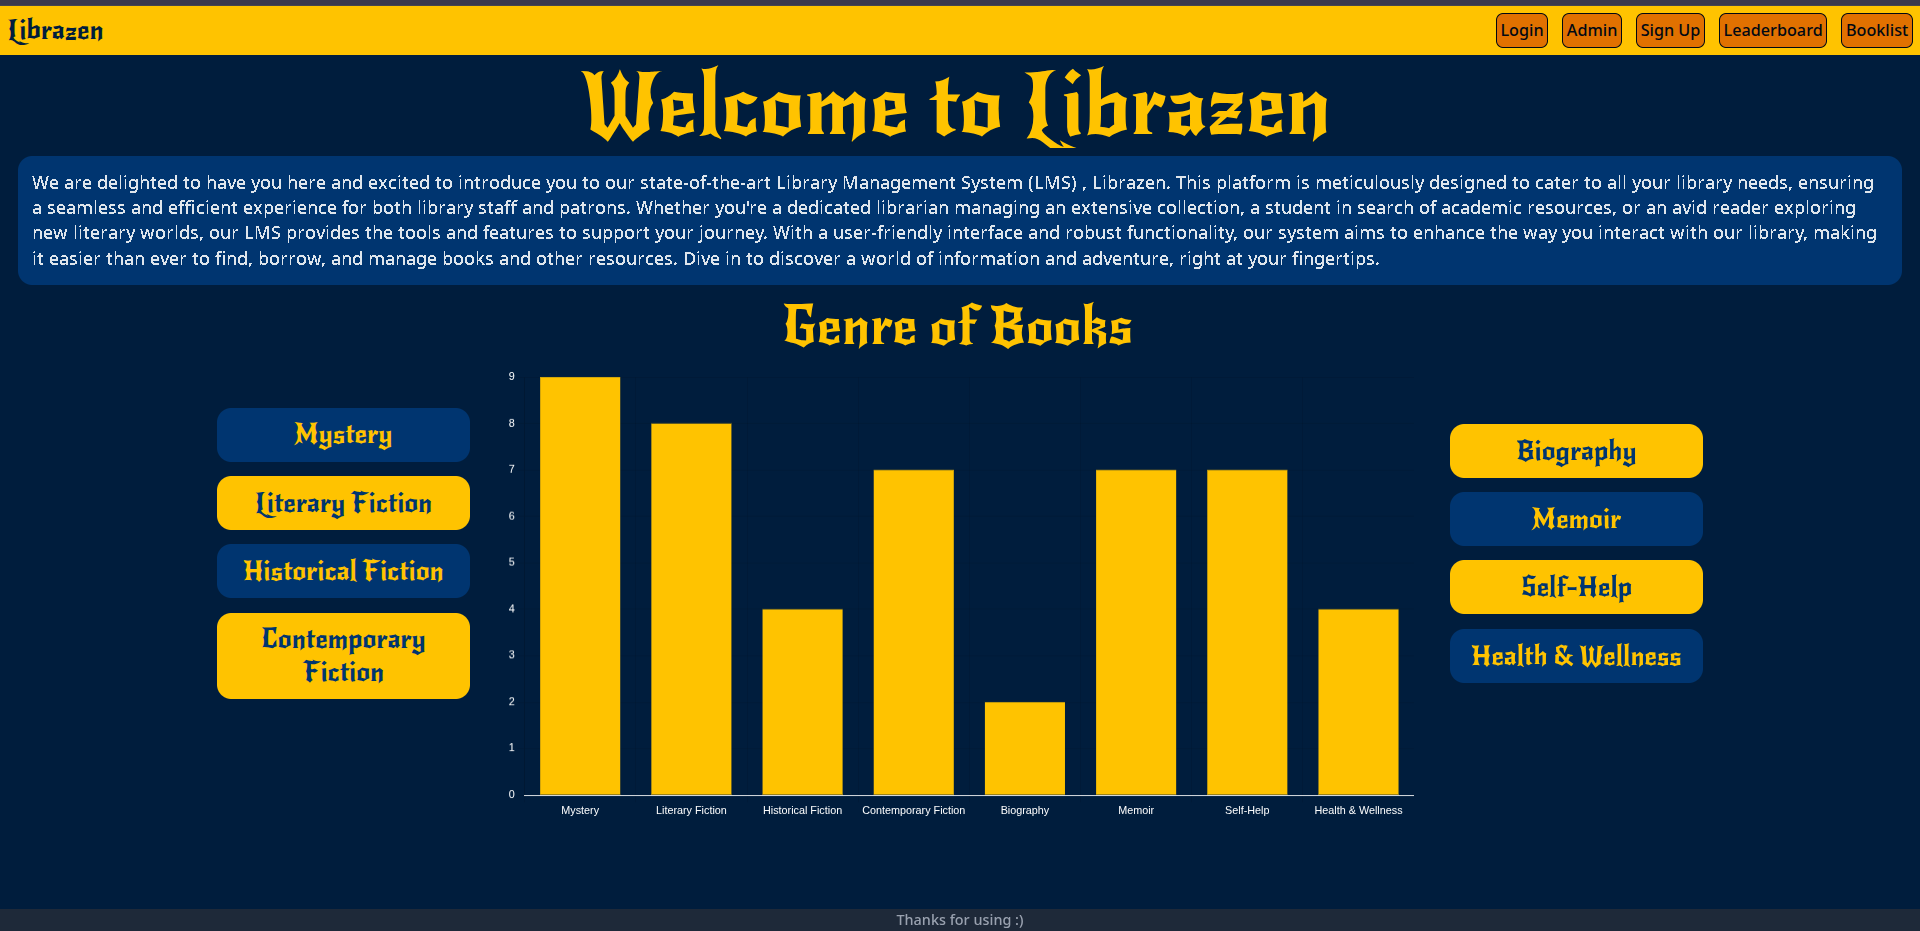 Librazen
Login Admin Sign Up Leaderboard Booklist
Welcome to Librazen
We are delighted to have you here and excited to introduce you to our state-of-the-art Library Management System (LMS) , Librazen. This platform is meticulously designed to cater to all your library needs, ensuring
a seamless and efficient experience for both library staff and patrons. Whether you're a dedicated librarian managing an extensive collection, a student in search of academic resources, or an avid reader exploring
new literary worlds, our LMS provides the tools and features to support your journey. With a user-friendly interface and robust functionality, our system aims to enhance the way you interact with our library, making
it easier than ever to find, borrow, and manage books and other resources. Dive in to discover a world of information and adventure, right at your fingertips.
Genre of Books
Mystery
Literary Fiction
Historical Fiction
Contemporary
Fiction
9
8
7
6
5
4
3
2
1
0
Mystery Literary Fiction Historical Fiction Contemporary Fiction Biography Memoir Self-Help Health & Wellness
Biography
Memoir
Self-Help
Health & Wellness
Thanks for using :)